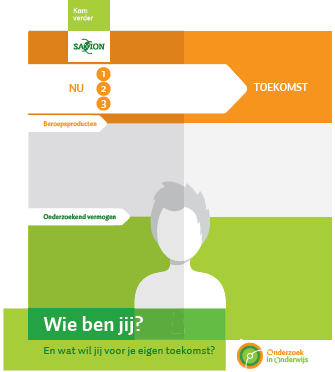 Kom
verder
SAXION
NU
1
2
3
TOEKOMST
Beroepsproducten
Onderzoekend vermogen
Wie ben jij?
En wat wil jij voor je eigen toekomst?
Onderzoek
in Onderwijs